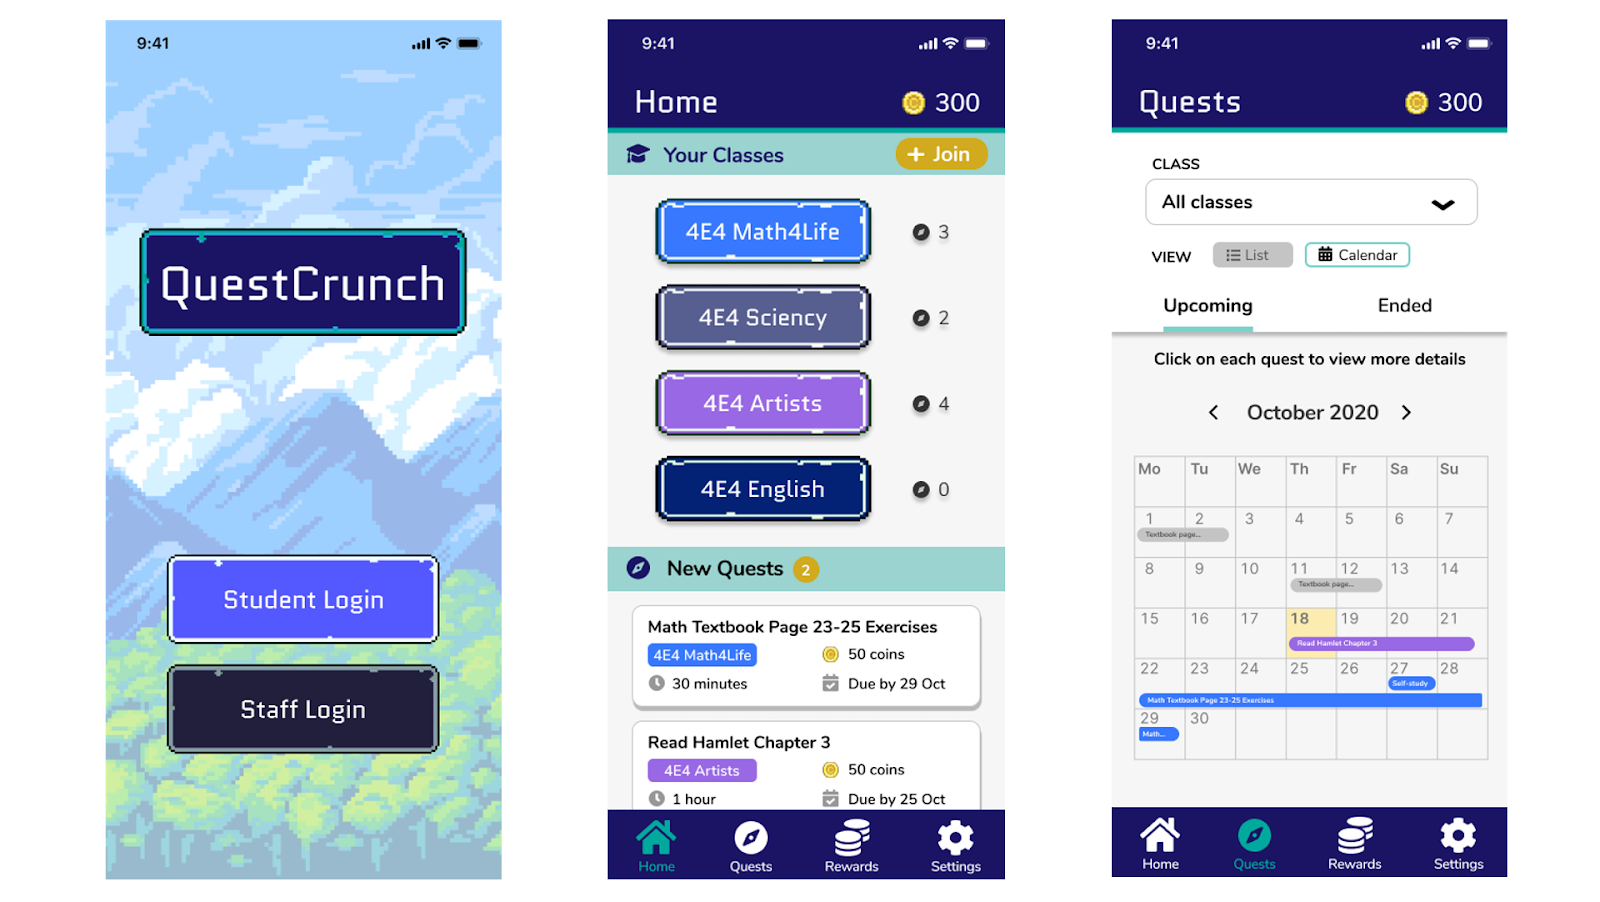 9:41
QuestCrunch
Student Login
Staff Login
9:41
Home
300
Your Classes
+ Join
4E4 Math4Life
3
4E4 Sciency
2
4E4 Artists
4
4E4 English
0
New Quests 2
Math Textbook Page 23-25 Exercises
4E4 Math4Life 50 coins
30 minutes Due by 29 Oct
Read Hamlet Chapter 3
4E4 Artists 50 coins
1 hour Due by 25 Oct
Home Quests Rewards Settings
9:41
Quests
300
CLASS
All classes
VIEW List Calendar
Upcoming Ended
Click on each quest to view more details
October 2020
Mo Tu We Th Fr Sa Su
1 2 3 4 5 6 7
Textbook page...
8 9 10 11 12 13 14
Textbook page...
15 16 17 18 19 20 21
Read Hamlet Chapter 3
22 23 24 25 26 27 28
Self-study
Math Textbook Page 23-25 Exercises
29 30
Math...
Home Quests Rewards Settings